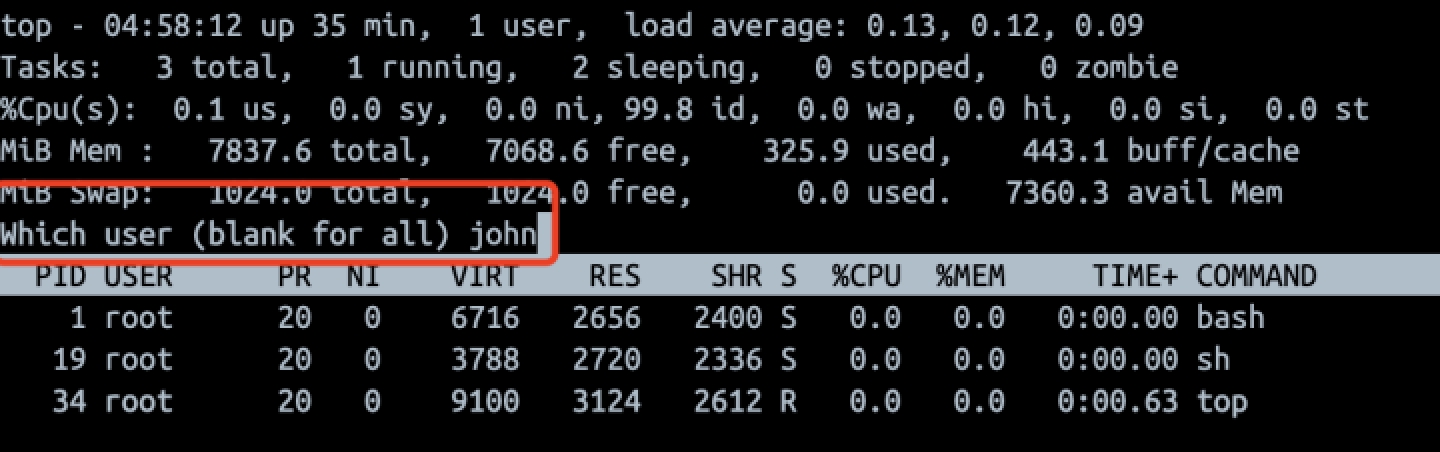 top - 04:58:12 up 35 min,  1 user,  load average: 0.13, 0.12, 0.09
Tasks:   3 total,   1 running,   2 sleeping,   0 stopped,   0 zombie
%Cpu(s):  0.1 us,  0.0 sy,  0.0 ni, 99.8 id,  0.0 wa,  0.0 hi,  0.0 si,  0.0 st
MiB Mem :   7837.6 total,   7068.6 free,    325.9 used,    443.1 buff/cache
MiB Swap:   1024.0 total,   1024.0 free,      0.0 used.   7360.3 avail Mem
Which user (blank for all) john
  PID USER      PR  NI    VIRT    RES    SHR S  %CPU  %MEM     TIME+ COMMAND
    1 root      20   0    6716   2656   2400 S   0.0   0.0   0:00.00 bash
   19 root      20   0    3788   2720   2336 S   0.0   0.0   0:00.00 sh
   34 root      20   0    9100   3124   2612 R   0.0   0.0   0:00.63 top